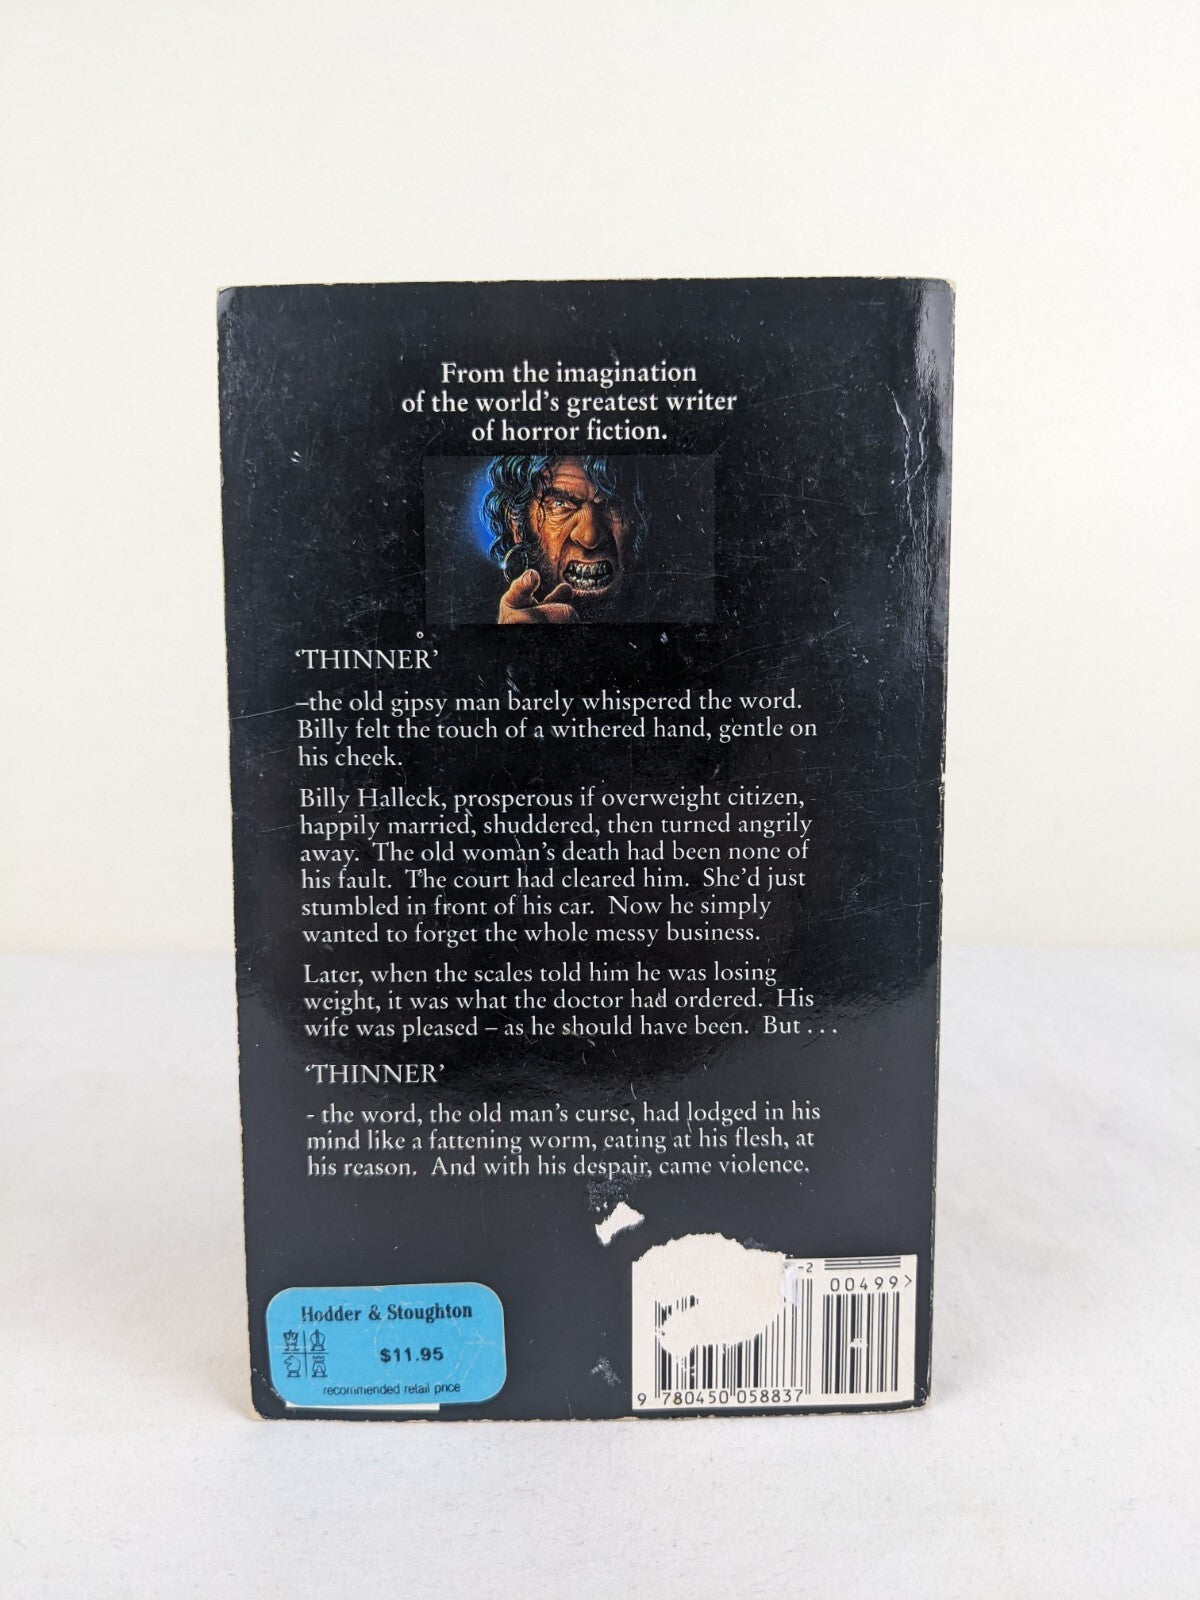 From the imagination
of the world's greatest writer
of horror fiction.
‘THINNER’
–the old gipsy man barely whispered the word.
Billy felt the touch of a withered hand, gentle on
his cheek.
Billy Halleck, prosperous if overweight citizen,
happily married, shuddered, then turned angrily
away. The old woman's death had been none of
his fault. The court had cleared him. She'd just
stumbled in front of his car. Now he simply
wanted to forget the whole messy business.
Later, when the scales told him he was losing
weight, it was what the doctor had ordered. His
wife was pleased – as he should have been. But . . .
‘THINNER’
- the word, the old man's curse, had lodged in his
mind like a fattening worm, eating at his flesh, at
his reason. And with his despair, came violence.
Hodder & Stoughton
$11.95
recommended retail price
-2
00499>
9 780450 058837